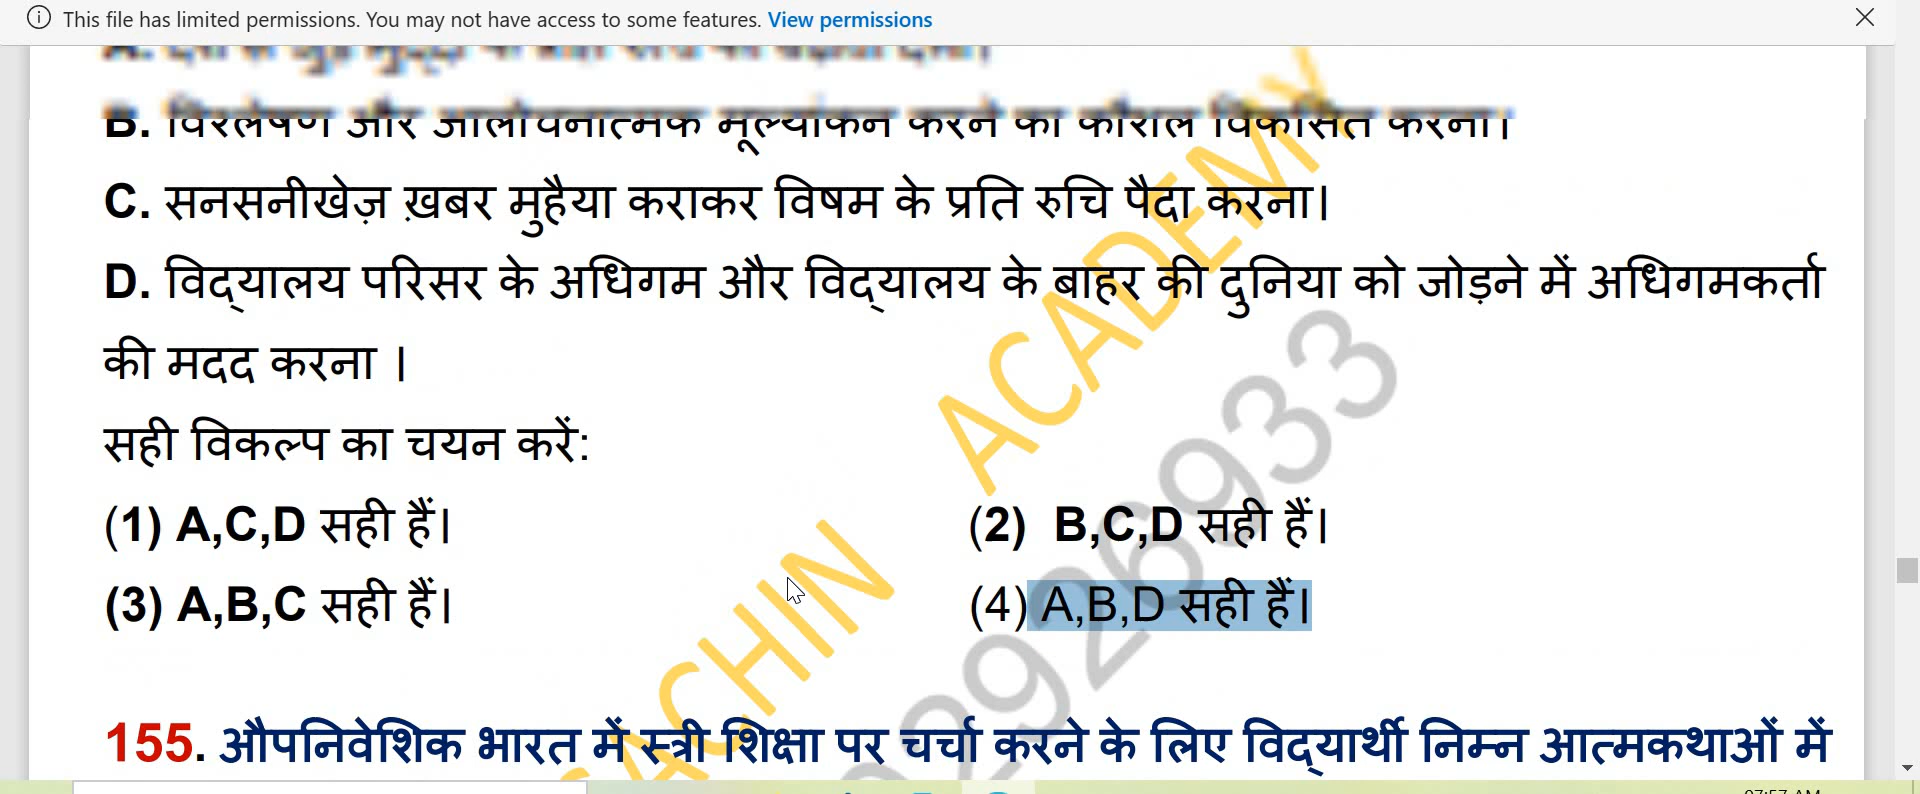 This file has limited permissions. You may not have access to some features. View permissions
B. विश्लेषण और आलोचनात्मक मूल्यांकन करने का कौशल विकसित करना।
C. सनसनीखेज़ ख़बर मुहैया कराकर विषम के प्रति रुचि पैदा करना।
D. विद्यालय परिसर के अधिगम और विद्यालय के बाहर की दुनिया को जोड़ने में अधिगमकर्ता
की मदद करना ।
सही विकल्प का चयन करें:
(1) A,C,D सही हैं।
(2) B,C,D सही हैं।
(3) A,B,C सही हैं।
(4) A,B,D सही हैं।
155. औपनिवेशिक भारत में स्त्री शिक्षा पर चर्चा करने के लिए विद्यार्थी निम्न आत्मकथाओं में
SACHIN ACADEMY
2926933